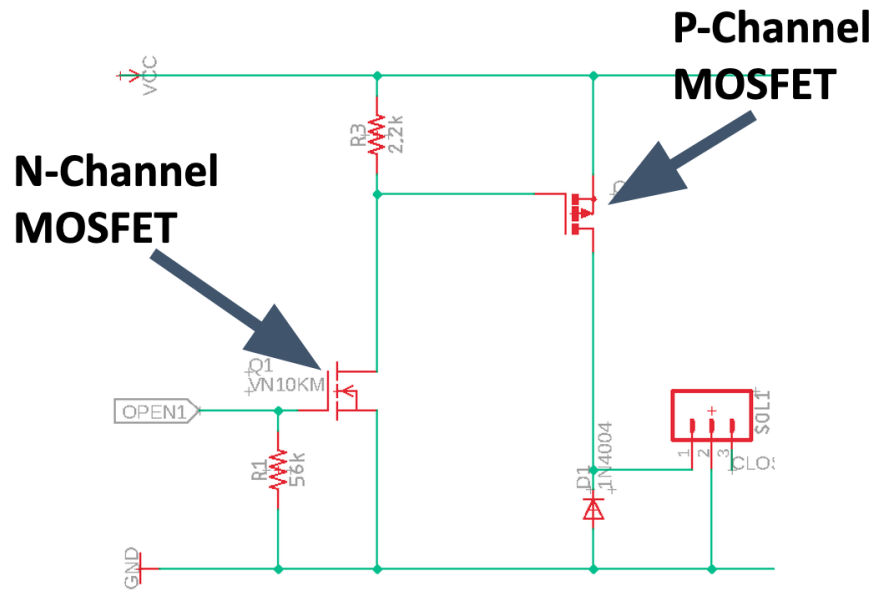 P-Channel
MOSFET
VCC
R3
2.2k
N-Channel
MOSFET
Q1
VN10KM
OPEN1
R1
56k
D1
1N4004
SOL1
1
2
3
GND